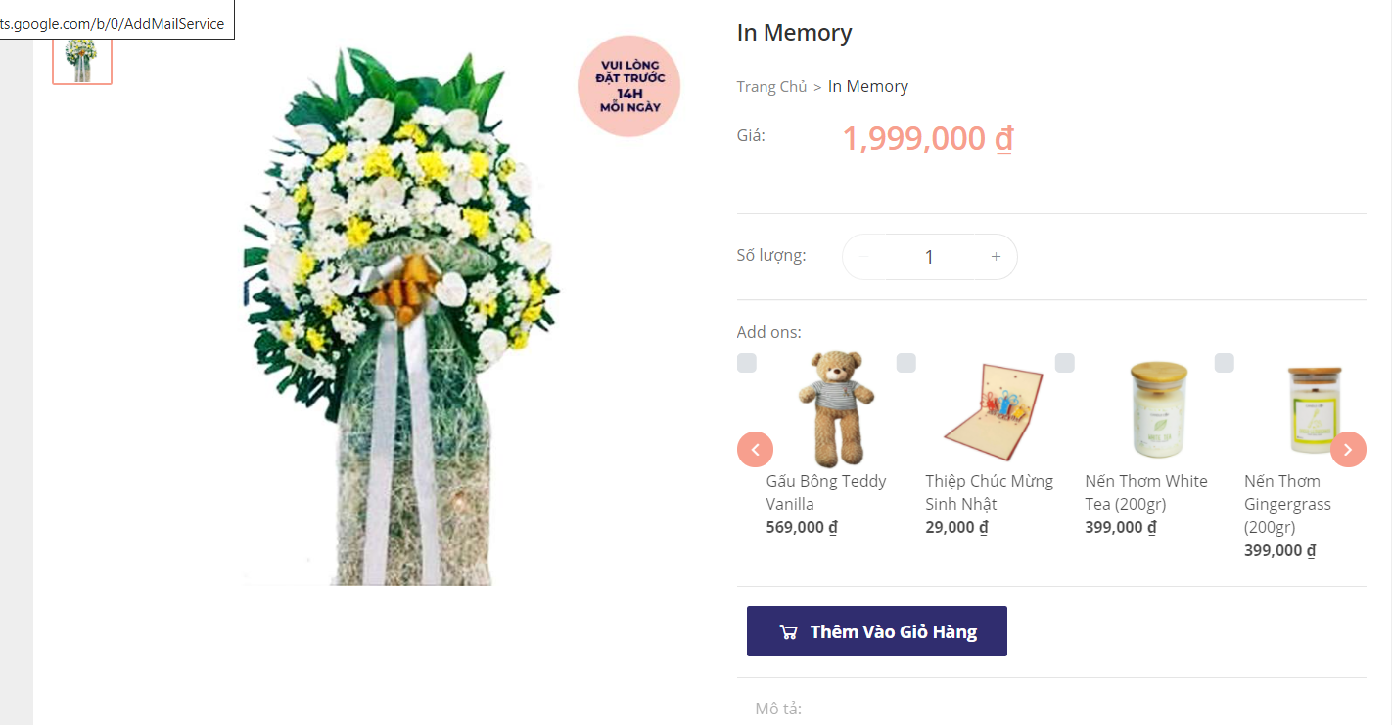 ts.google.com/b/0/AddMailService
VUI LÒNG
ĐẶT TRƯỚC
14H
MỖI NGÀY
In Memory
Trang Chủ > In Memory
Giá: 1,999,000 ₫
Số lượng: − 1 +
Add ons:
Gấu Bông Teddy
Vanilla
569,000 ₫
Thiệp Chúc Mừng
Sinh Nhật
29,000 ₫
Nến Thơm White
Tea (200gr)
399,000 ₫
Nến Thơm
Gingergrass
(200gr)
399,000 ₫
WHITE TEA
Thêm Vào Giỏ Hàng
Mô tả: